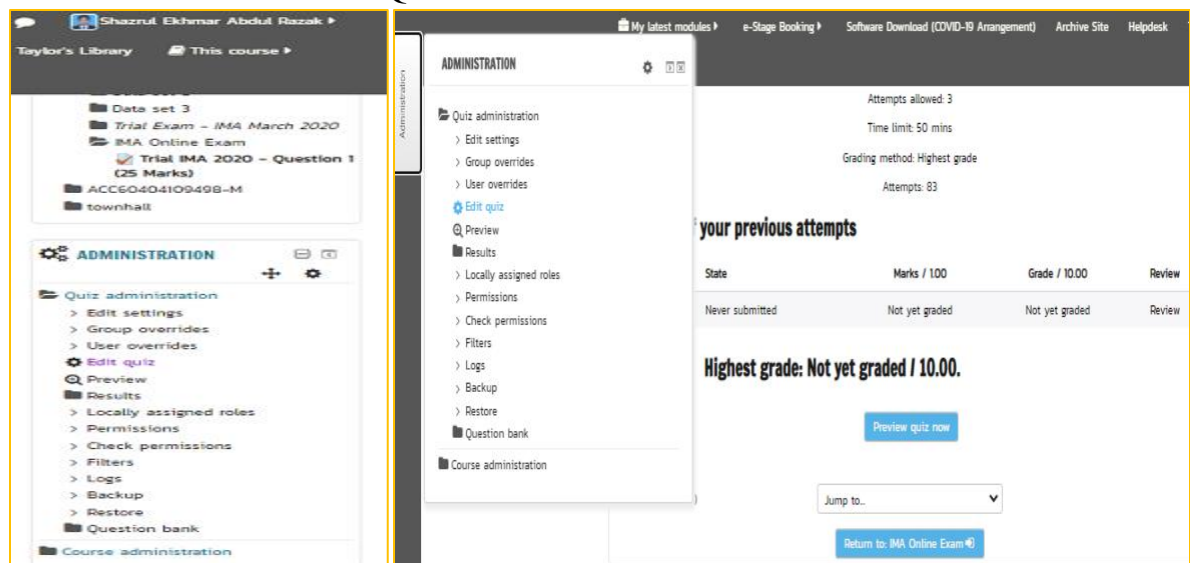 Shazrul Ekhmar Abdul Razak
Taylor's Library This course
Data set 3
Trial Exam - IMA March 2020
IMA Online Exam
Trial IMA 2020 - Question 1
(25 Marks)
ACC60404109498-M
townhall
ADMINISTRATION
Quiz administration
> Edit settings
> Group overrides
> User overrides
Edit quiz
Preview
Results
> Locally assigned roles
> Permissions
> Check permissions
> Filters
> Logs
> Backup
> Restore
Question bank
Course administration
My latest modules e-Stage Booking Software Download (COVID-19 Arrangement) Archive Site Helpdesk
Administration
ADMINISTRATION
Quiz administration
> Edit settings
> Group overrides
> User overrides
Edit quiz
Preview
Results
> Locally assigned roles
> Permissions
> Check permissions
> Filters
> Logs
> Backup
> Restore
Question bank
Course administration
Attempts allowed: 3
Time limit: 50 mins
Grading method: Highest grade
Attempts: 83
your previous attempts
State Marks / 1.00 Grade / 10.00 Review
Never submitted Not yet graded Not yet graded Review
Highest grade: Not yet graded / 10.00.
Preview quiz now
Jump to...
Return to: IMA Online Exam